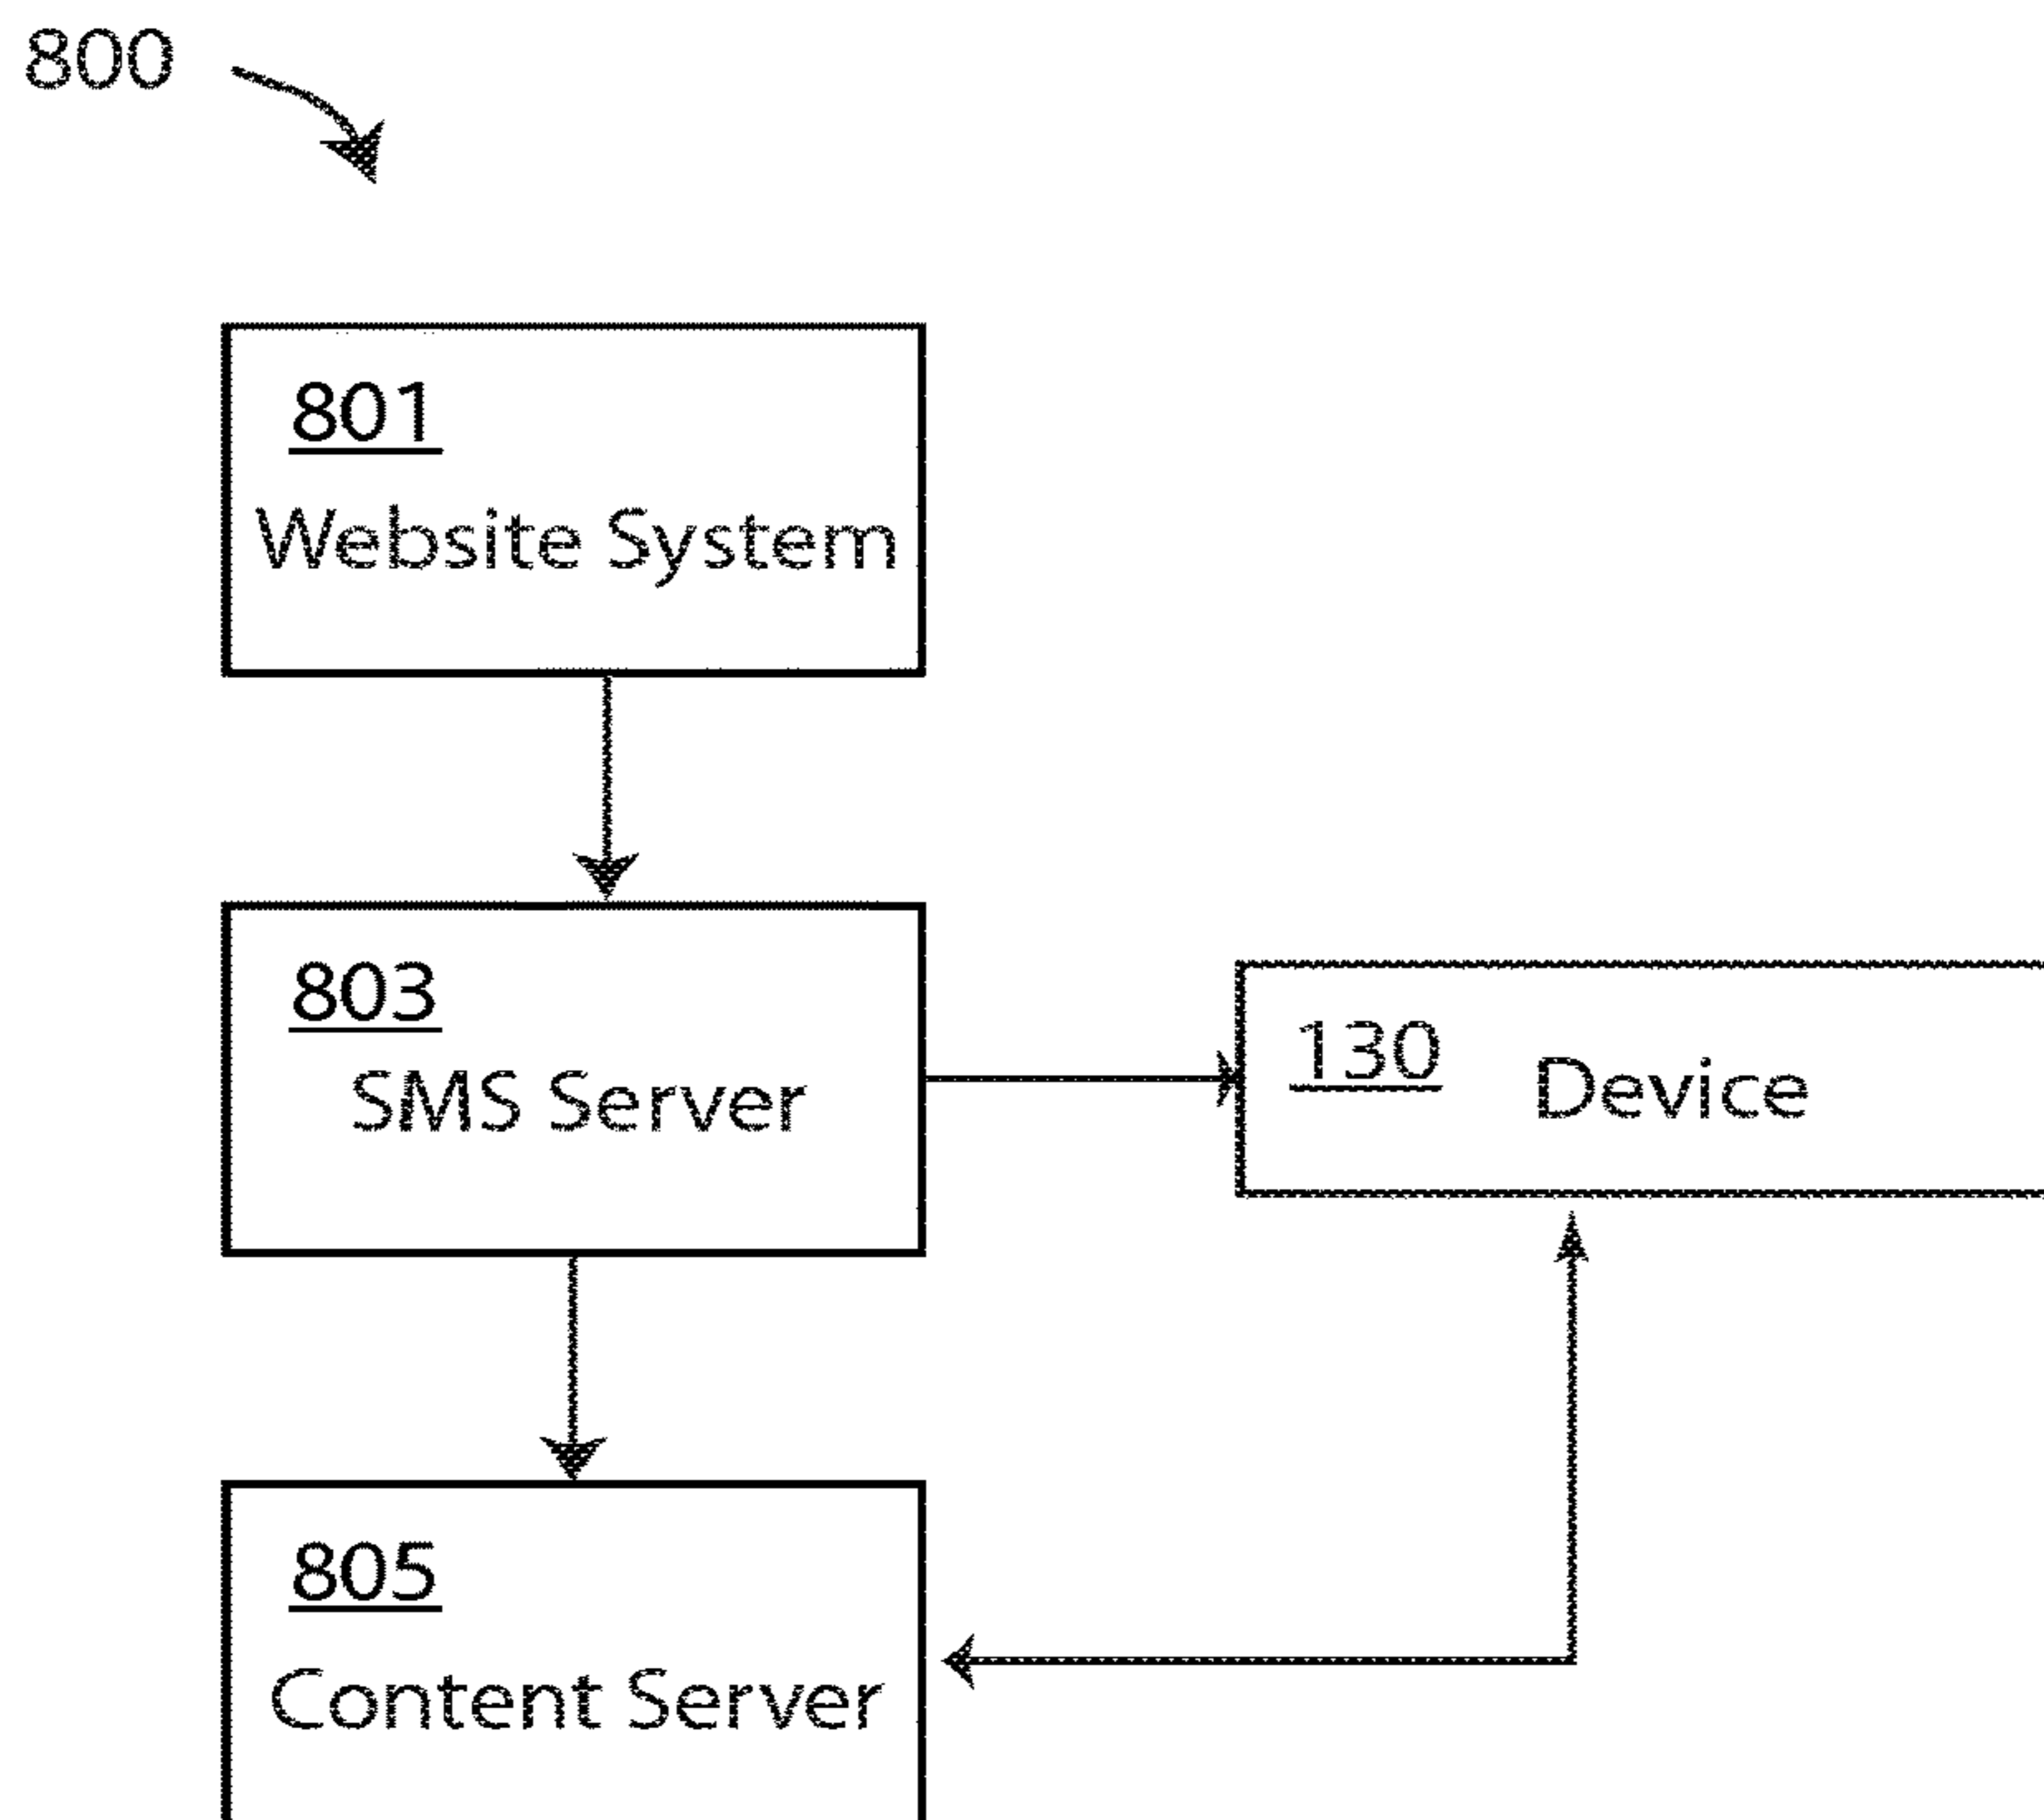 800
801
Website System
803
SMS Server
130
Device
805
Content Server